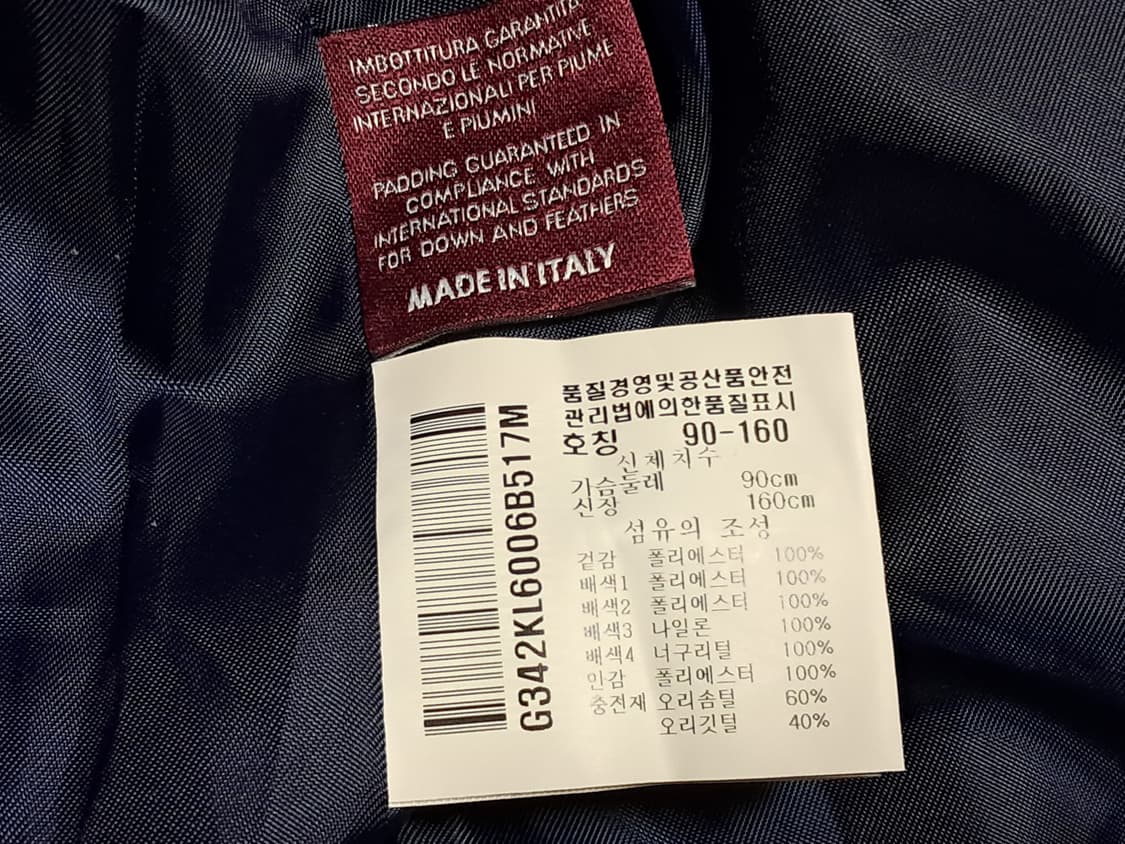 IMBOTTITURA GARANTITA
SECONDO LE NORMATIVE
INTERNAZIONALI PER PIUME
E PIUMINI
PADDING GUARANTEED IN
COMPLIANCE WITH
INTERNATIONAL STANDARDS
FOR DOWN AND FEATHERS
MADE IN ITALY
G342KL6006B517M
품질경영및공산품안전
관리법에의한품질표시
호칭 90-160
신체치수
가슴둘레 90cm
신장 160cm
섬유의 조성
겉감 폴리에스터 100%
배색1 폴리에스터 100%
배색2 폴리에스터 100%
배색3 나일론 100%
배색4 너구리털 100%
안감 폴리에스터 100%
충전재 오리솜털 60%
오리깃털 40%